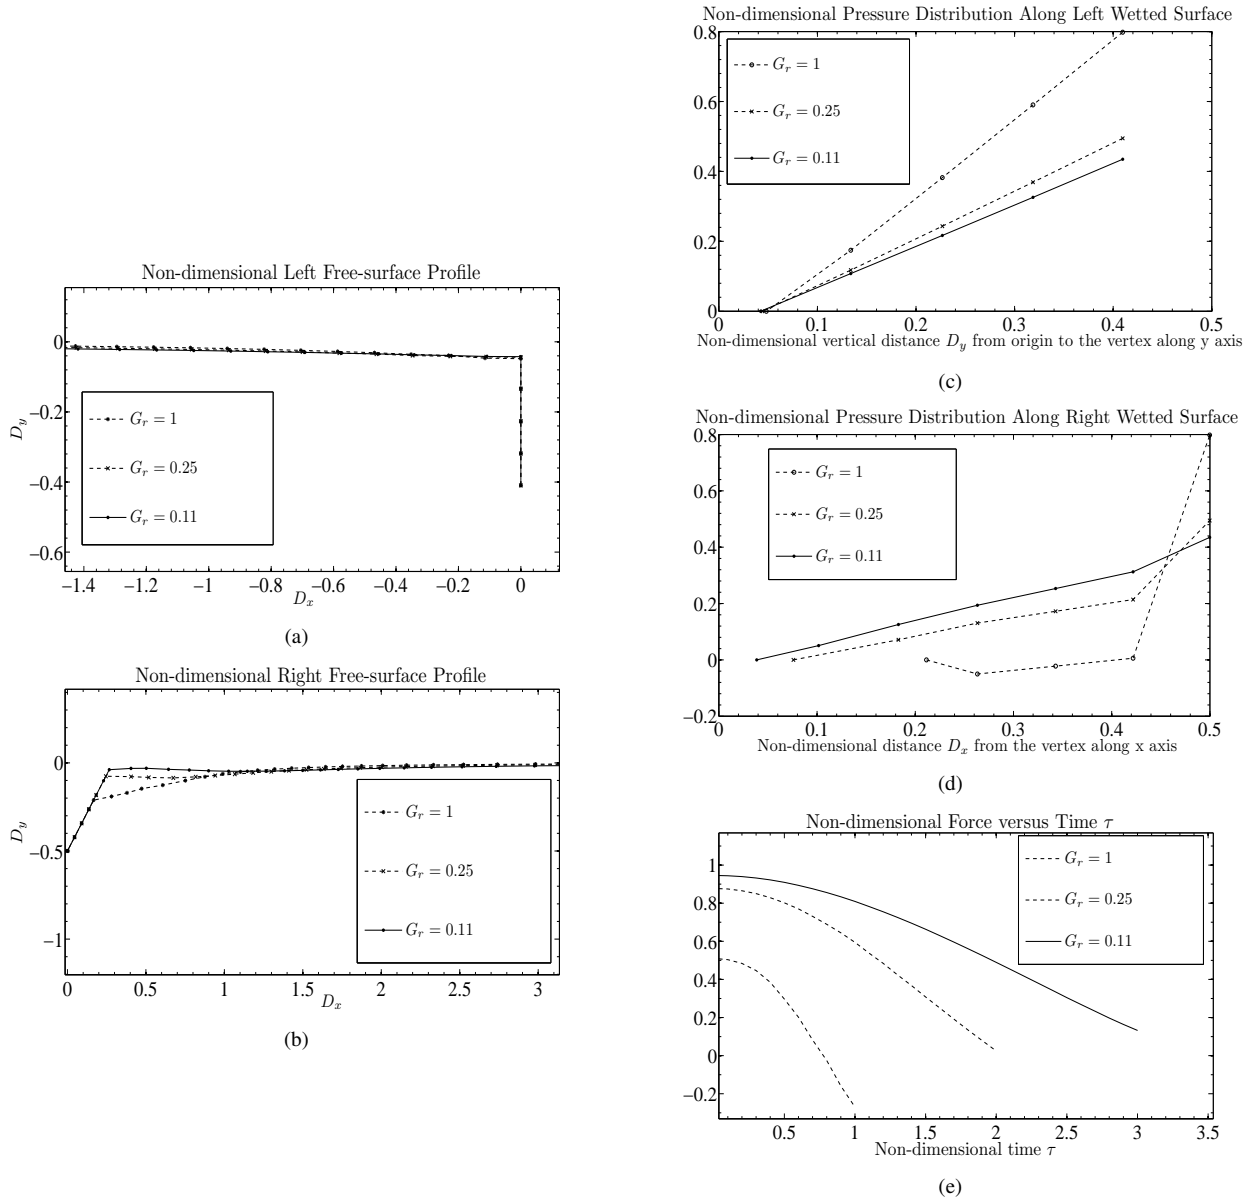 Non-dimensional Left Free-surface Profile
0
−0.2
−0.4
−0.6
D_y
G_r = 1
G_r = 0.25
G_r = 0.11
−1.4 −1.2 −1 −0.8 −0.6 −0.4 −0.2 0
D_x
(a)
Non-dimensional Right Free-surface Profile
0
−0.5
−1
D_y
G_r = 1
G_r = 0.25
G_r = 0.11
0 0.5 1 1.5 2 2.5 3
D_x
(b)
Non-dimensional Pressure Distribution Along Left Wetted Surface
0.8
0.6
0.4
0.2
0
G_r = 1
G_r = 0.25
G_r = 0.11
0 0.1 0.2 0.3 0.4 0.5
Non-dimensional vertical distance D_y from origin to the vertex along y axis
(c)
Non-dimensional Pressure Distribution Along Right Wetted Surface
0.8
0.6
0.4
0.2
0
−0.2
G_r = 1
G_r = 0.25
G_r = 0.11
0 0.1 0.2 0.3 0.4 0.5
Non-dimensional distance D_x from the vertex along x axis
(d)
Non-dimensional Force versus Time τ
1
0.8
0.6
0.4
0.2
0
−0.2
G_r = 1
G_r = 0.25
G_r = 0.11
0.5 1 1.5 2 2.5 3 3.5
Non-dimensional time τ
(e)